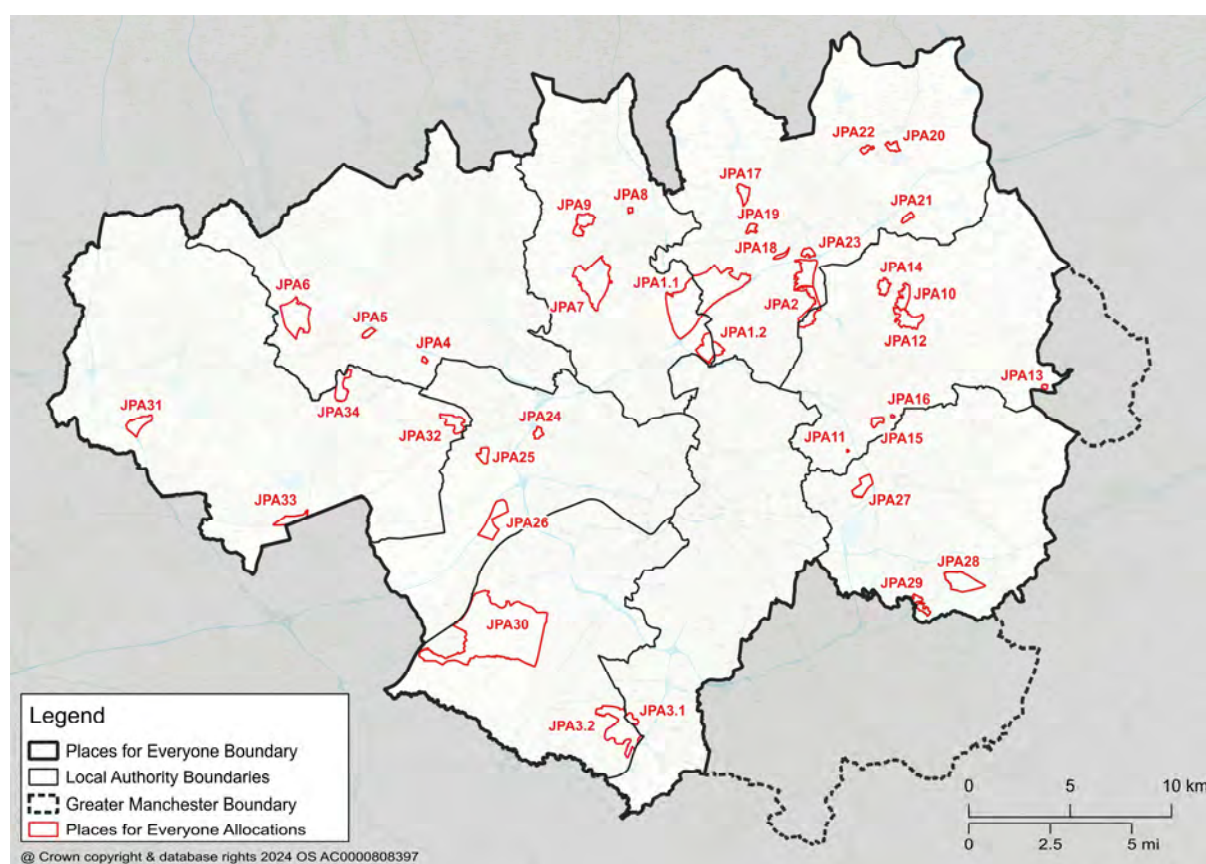 JPA22
JPA20
JPA17
JPA8
JPA9
JPA21
JPA19
JPA23
JPA18
JPA14
JPA6
JPA1.1
JPA10
JPA7
JPA2
JPA5
JPA12
JPA1.2
JPA4
JPA13
JPA34
JPA31
JPA24
JPA16
JPA32
JPA11
JPA15
JPA25
JPA27
JPA33
JPA26
JPA28
JPA29
JPA30
JPA3.1
JPA3.2
Legend
Places for Everyone Boundary
Local Authority Boundaries
Greater Manchester Boundary
Places for Everyone Allocations
0 5 10 km
0 2.5 5 mi
@ Crown copyright & database rights 2024 OS AC0000808397